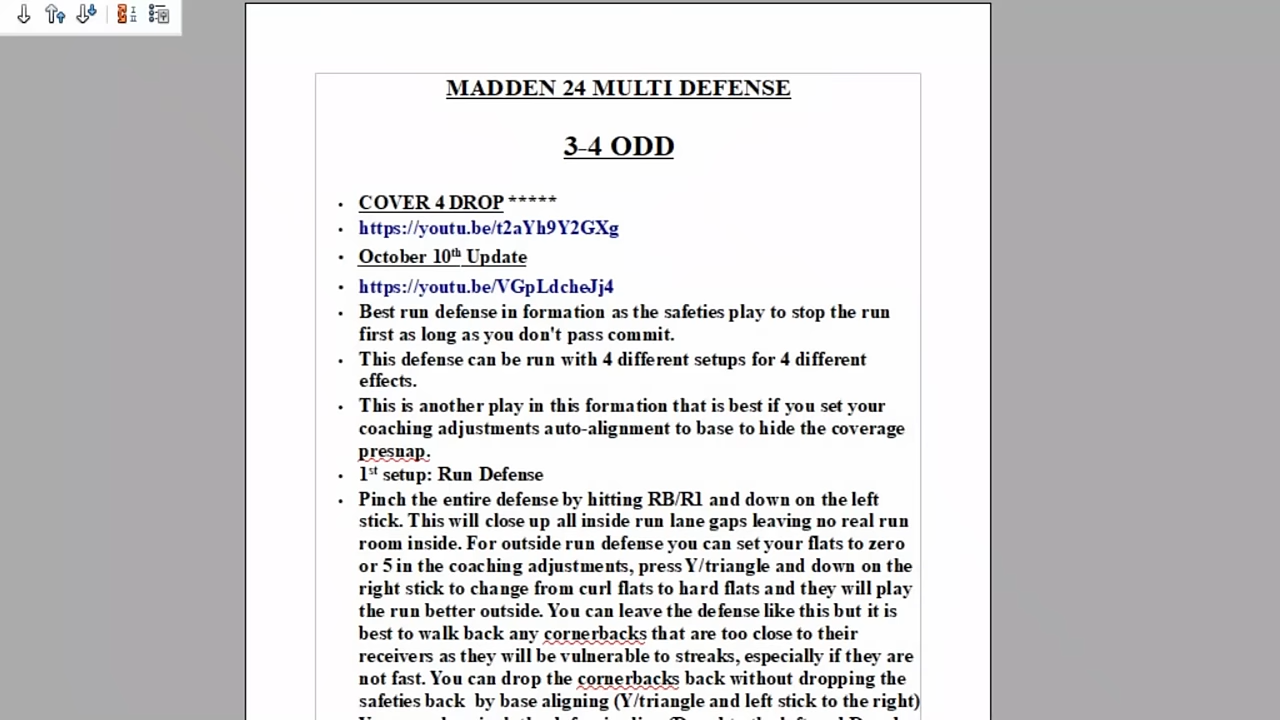 MADDEN 24 MULTI DEFENSE
3-4 ODD
• COVER 4 DROP *****
• https://youtu.be/t2aYh9Y2GXg
• October 10th Update
• https://youtu.be/VGpLdcheJj4
• Best run defense in formation as the safeties play to stop the run
first as long as you don't pass commit.
• This defense can be run with 4 different setups for 4 different
effects.
• This is another play in this formation that is best if you set your
coaching adjustments auto-alignment to base to hide the coverage
presnap.
• 1st setup: Run Defense
• Pinch the entire defense by hitting RB/R1 and down on the left
stick. This will close up all inside run lane gaps leaving no real run
room inside. For outside run defense you can set your flats to zero
or 5 in the coaching adjustments, press Y/triangle and down on the
right stick to change from curl flats to hard flats and they will play
the run better outside. You can leave the defense like this but it is
best to walk back any cornerbacks that are too close to their
receivers as they will be vulnerable to streaks, especially if they are
not fast. You can drop the cornerbacks back without dropping the
safeties back by base aligning (Y/triangle and left stick to the right)